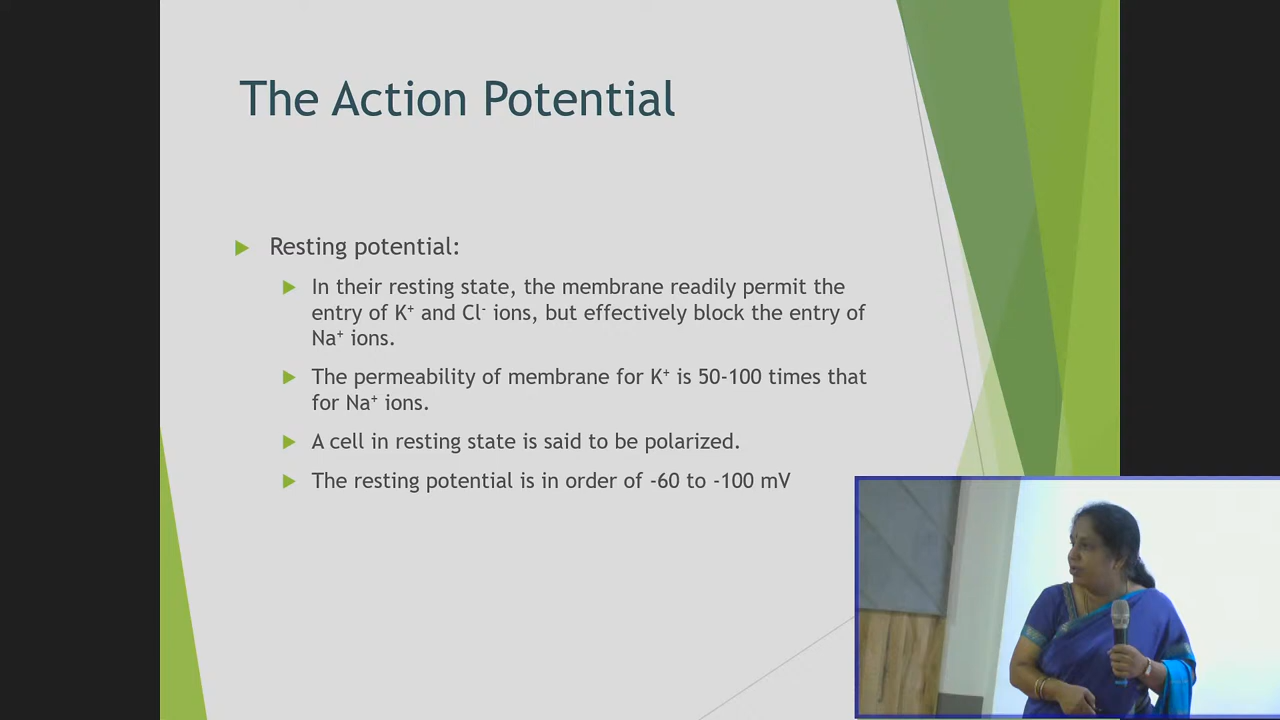 The Action Potential
Resting potential:
In their resting state, the membrane readily permit the
entry of K⁺ and Cl⁻ ions, but effectively block the entry of
Na⁺ ions.
The permeability of membrane for K⁺ is 50-100 times that
for Na⁺ ions.
A cell in resting state is said to be polarized.
The resting potential is in order of -60 to -100 mV